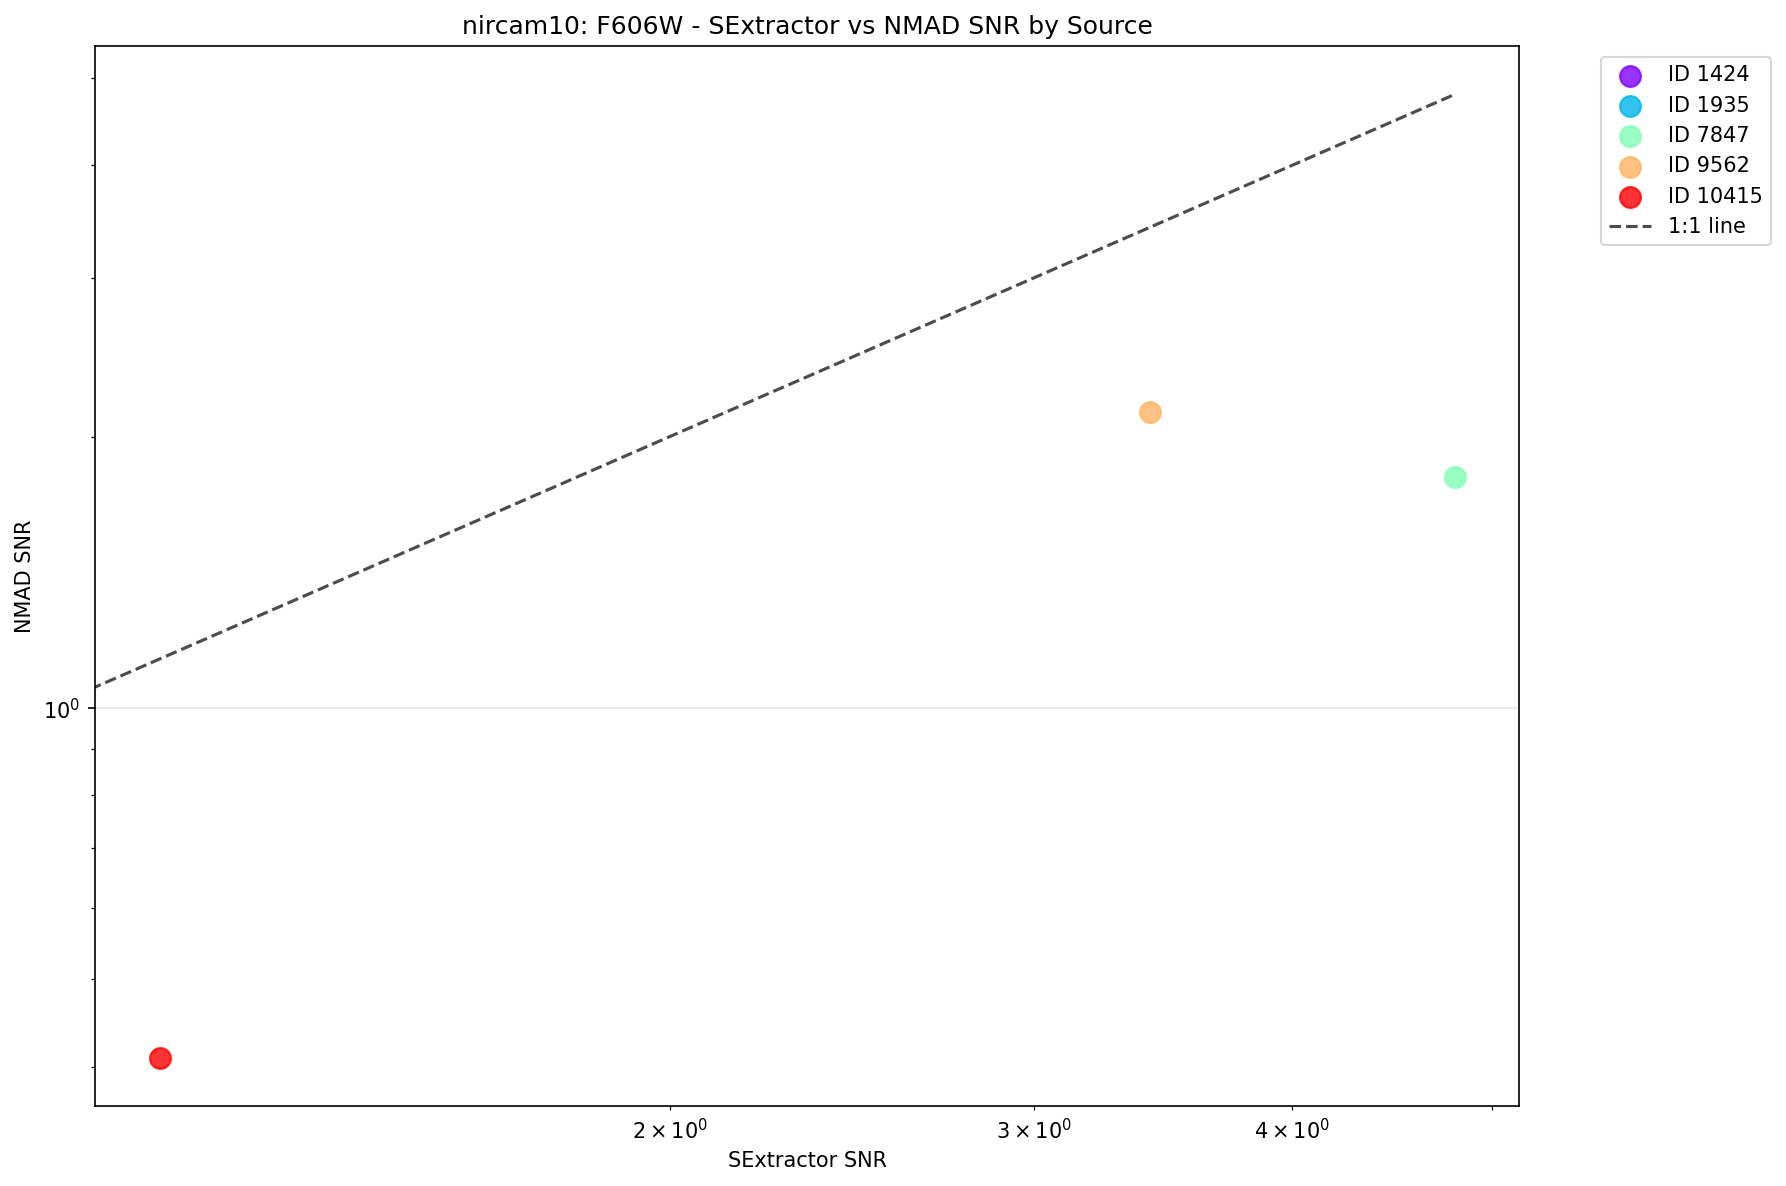 nircam10: F606W - SExtractor vs NMAD SNR by Source
ID 1424
ID 1935
ID 7847
ID 9562
ID 10415
1:1 line
NMAD SNR
10⁰
2 × 10⁰
3 × 10⁰
4 × 10⁰
SExtractor SNR